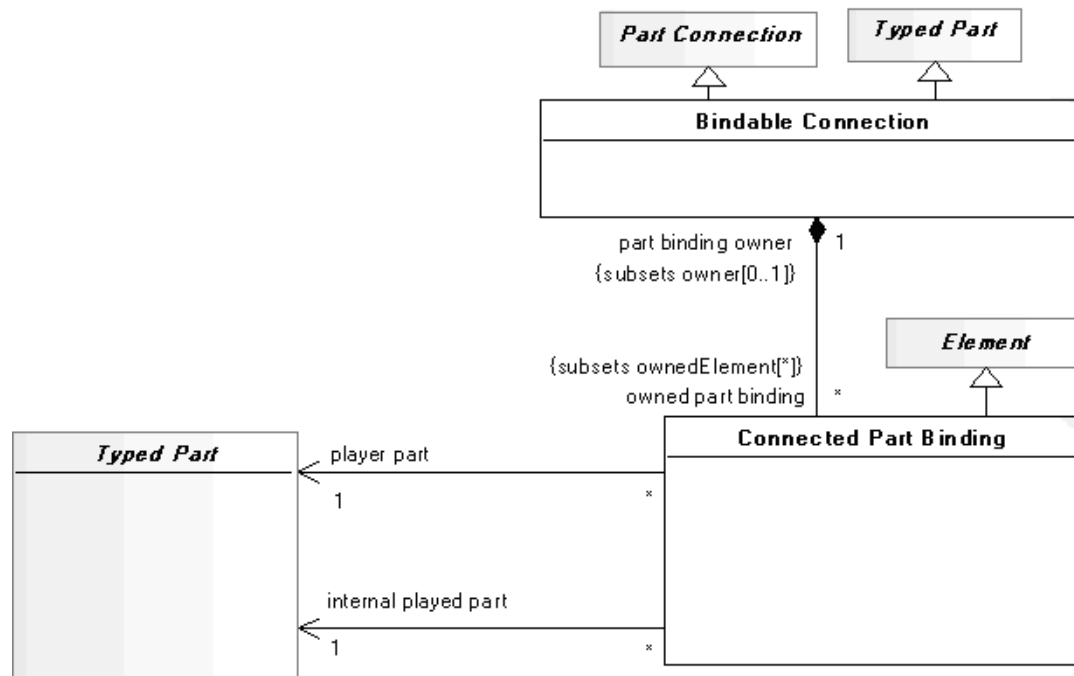 Part Connection
Typed Part
Bindable Connection
part binding owner
1
{subsets owner[0..1]}
Element
{subsets ownedElement[*]}
owned part binding
*
Typed Part
Connected Part Binding
player part
1
*
internal played part
1
*